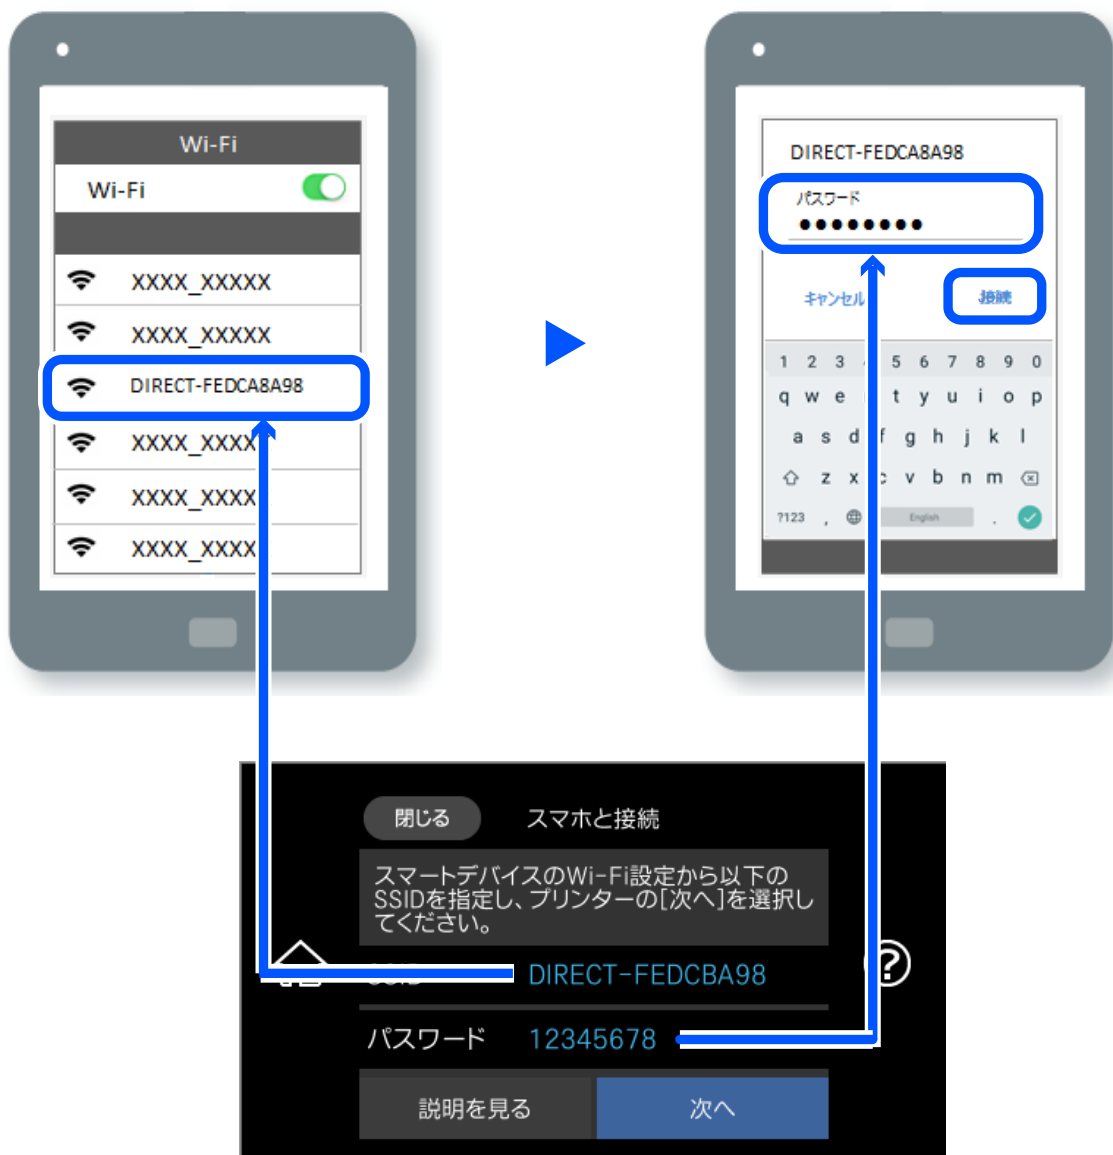 Wi-Fi
Wi-Fi
XXXX_XXXXX
XXXX_XXXXX
DIRECT-FEDCA8A98
XXXX_XXXX
XXXX_XXXX
XXXX_XXXX
DIRECT-FEDCA8A98
パスワード
●●●●●●●●
キャンセル
接続
1 2 3 4 5 6 7 8 9 0
q w e t y u i o p
a s d f g h j k l
z x c v b n m
?123 , English .
閉じる スマホと接続
スマートデバイスのWi-Fi設定から以下の
SSIDを指定し、プリンターの[次へ]を選択し
てください。
SSID DIRECT-FEDCBA98
パスワード 12345678
説明を見る 次へ